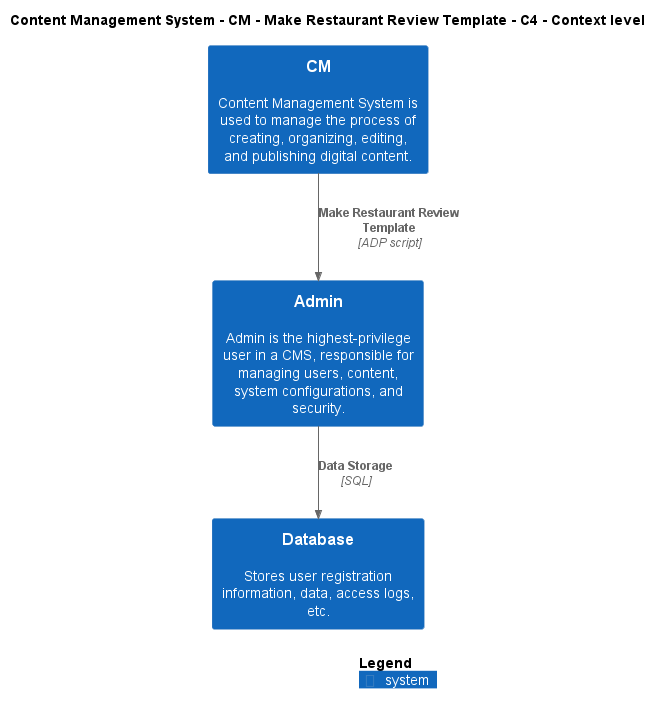 Content Management System - CM - Make Restaurant Review Template - C4 - Context level
CM
Content Management System is
used to manage the process of
creating, organizing, editing,
and publishing digital content.
Make Restaurant Review
Template
[ADP script]
Admin
Admin is the highest-privilege
user in a CMS, responsible for
managing users, content,
system configurations, and
security.
Data Storage
[SQL]
Database
Stores user registration
information, data, access logs,
etc.
Legend
system